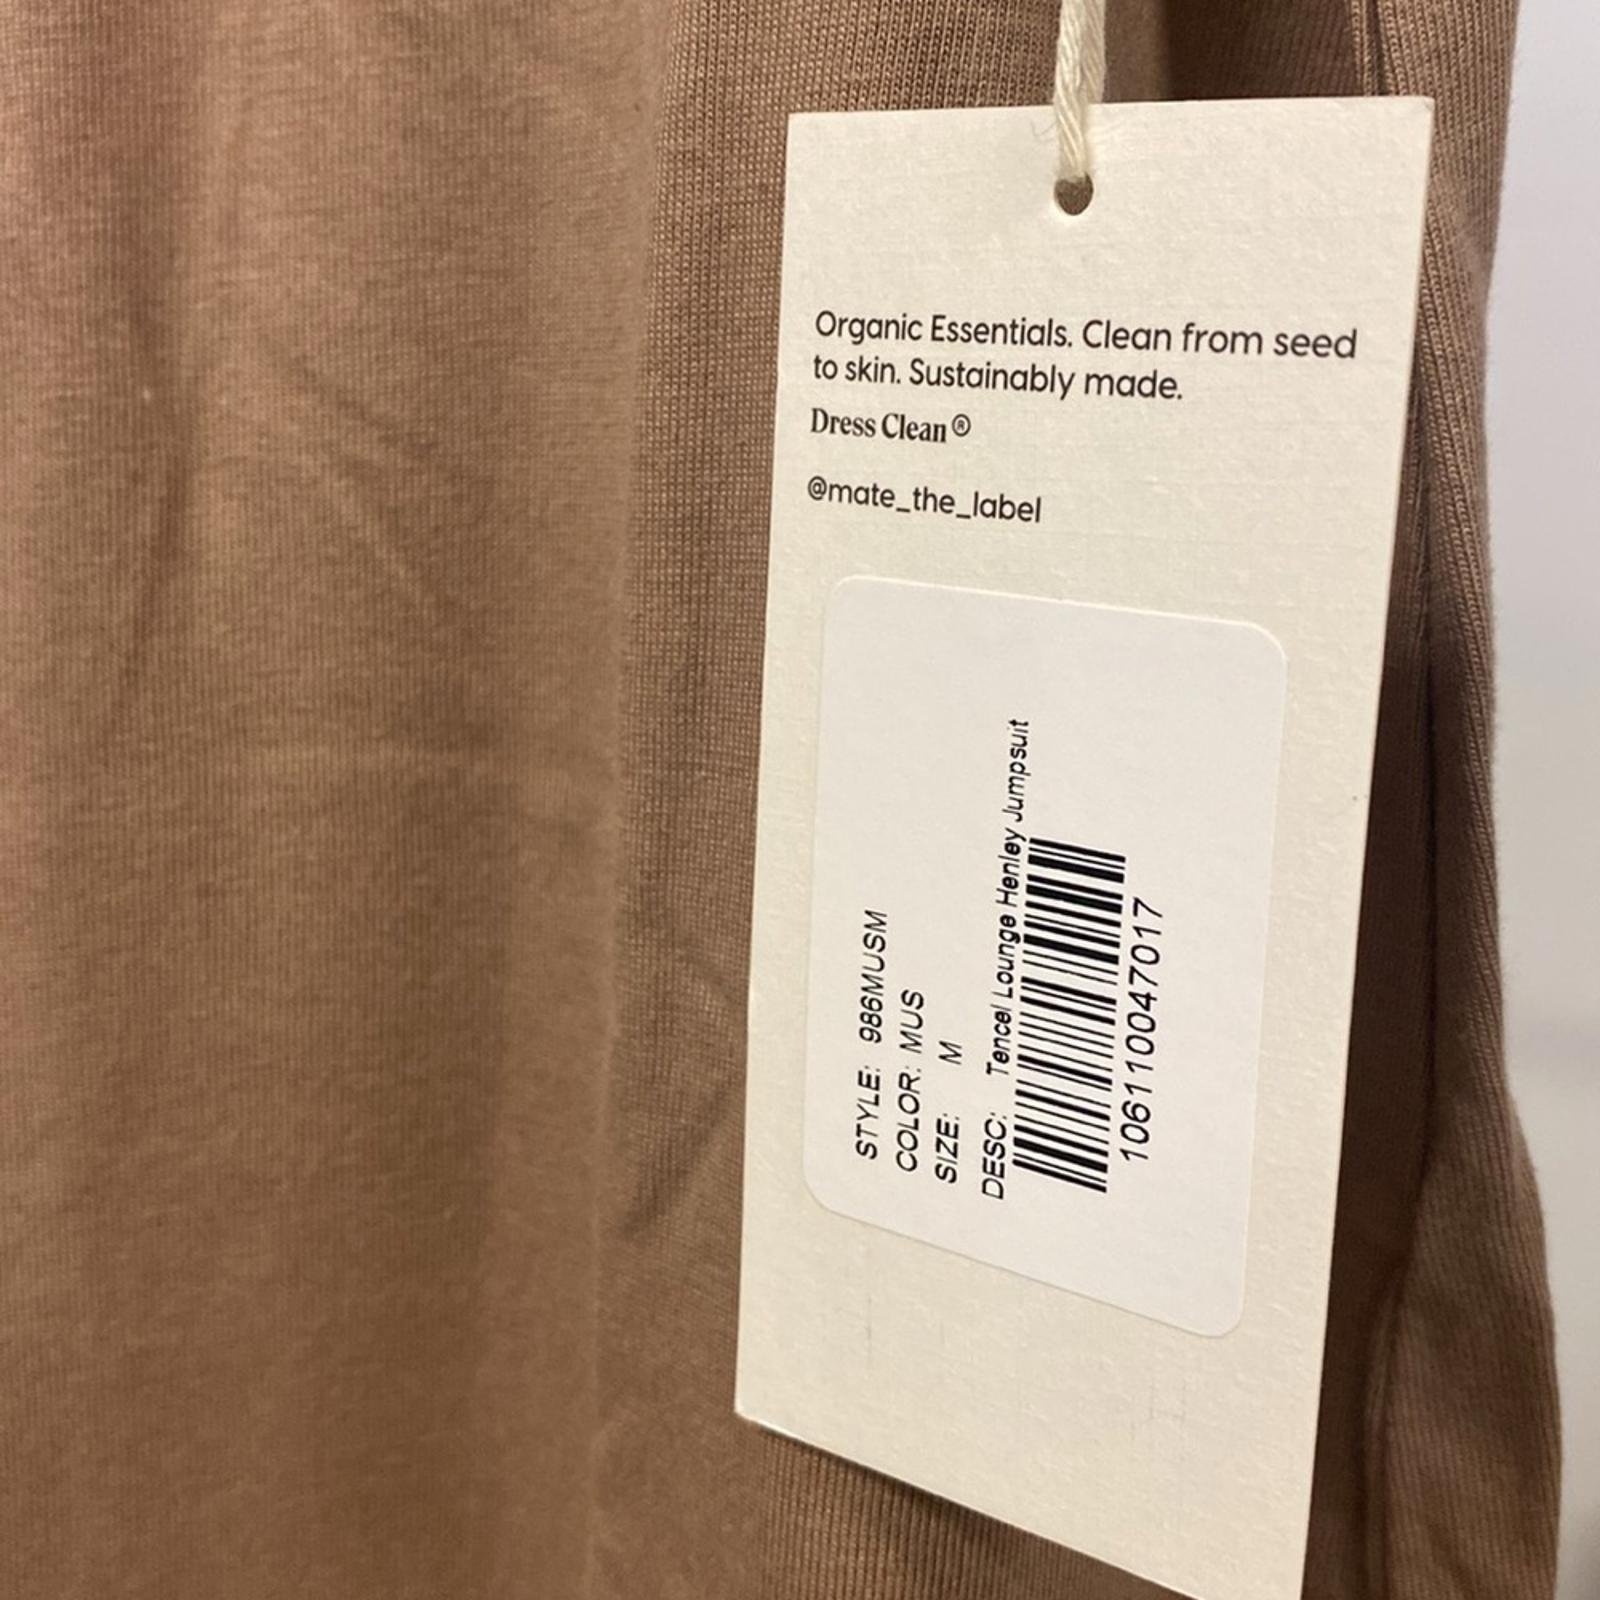 Organic Essentials. Clean from seed
to skin. Sustainably made.
Dress Clean®
@mate_the_label
STYLE: 986MUSM
COLOR: MUS
SIZE: M
DESC: Tencel Lounge Henley Jumpsuit
106110047017